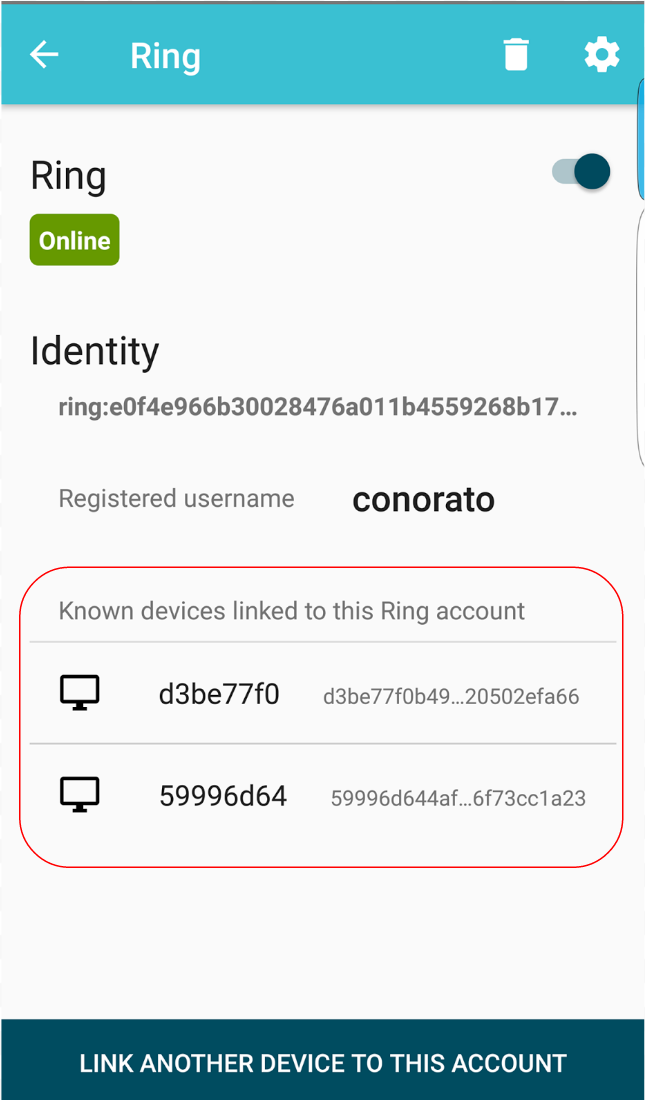 Ring
Ring
Online
Identity
ring:e0f4e966b30028476a011b4559268b17...
Registered username conorato
Known devices linked to this Ring account
d3be77f0 d3be77f0b49...20502efa66
59996d64 59996d644af...6f73cc1a23
LINK ANOTHER DEVICE TO THIS ACCOUNT